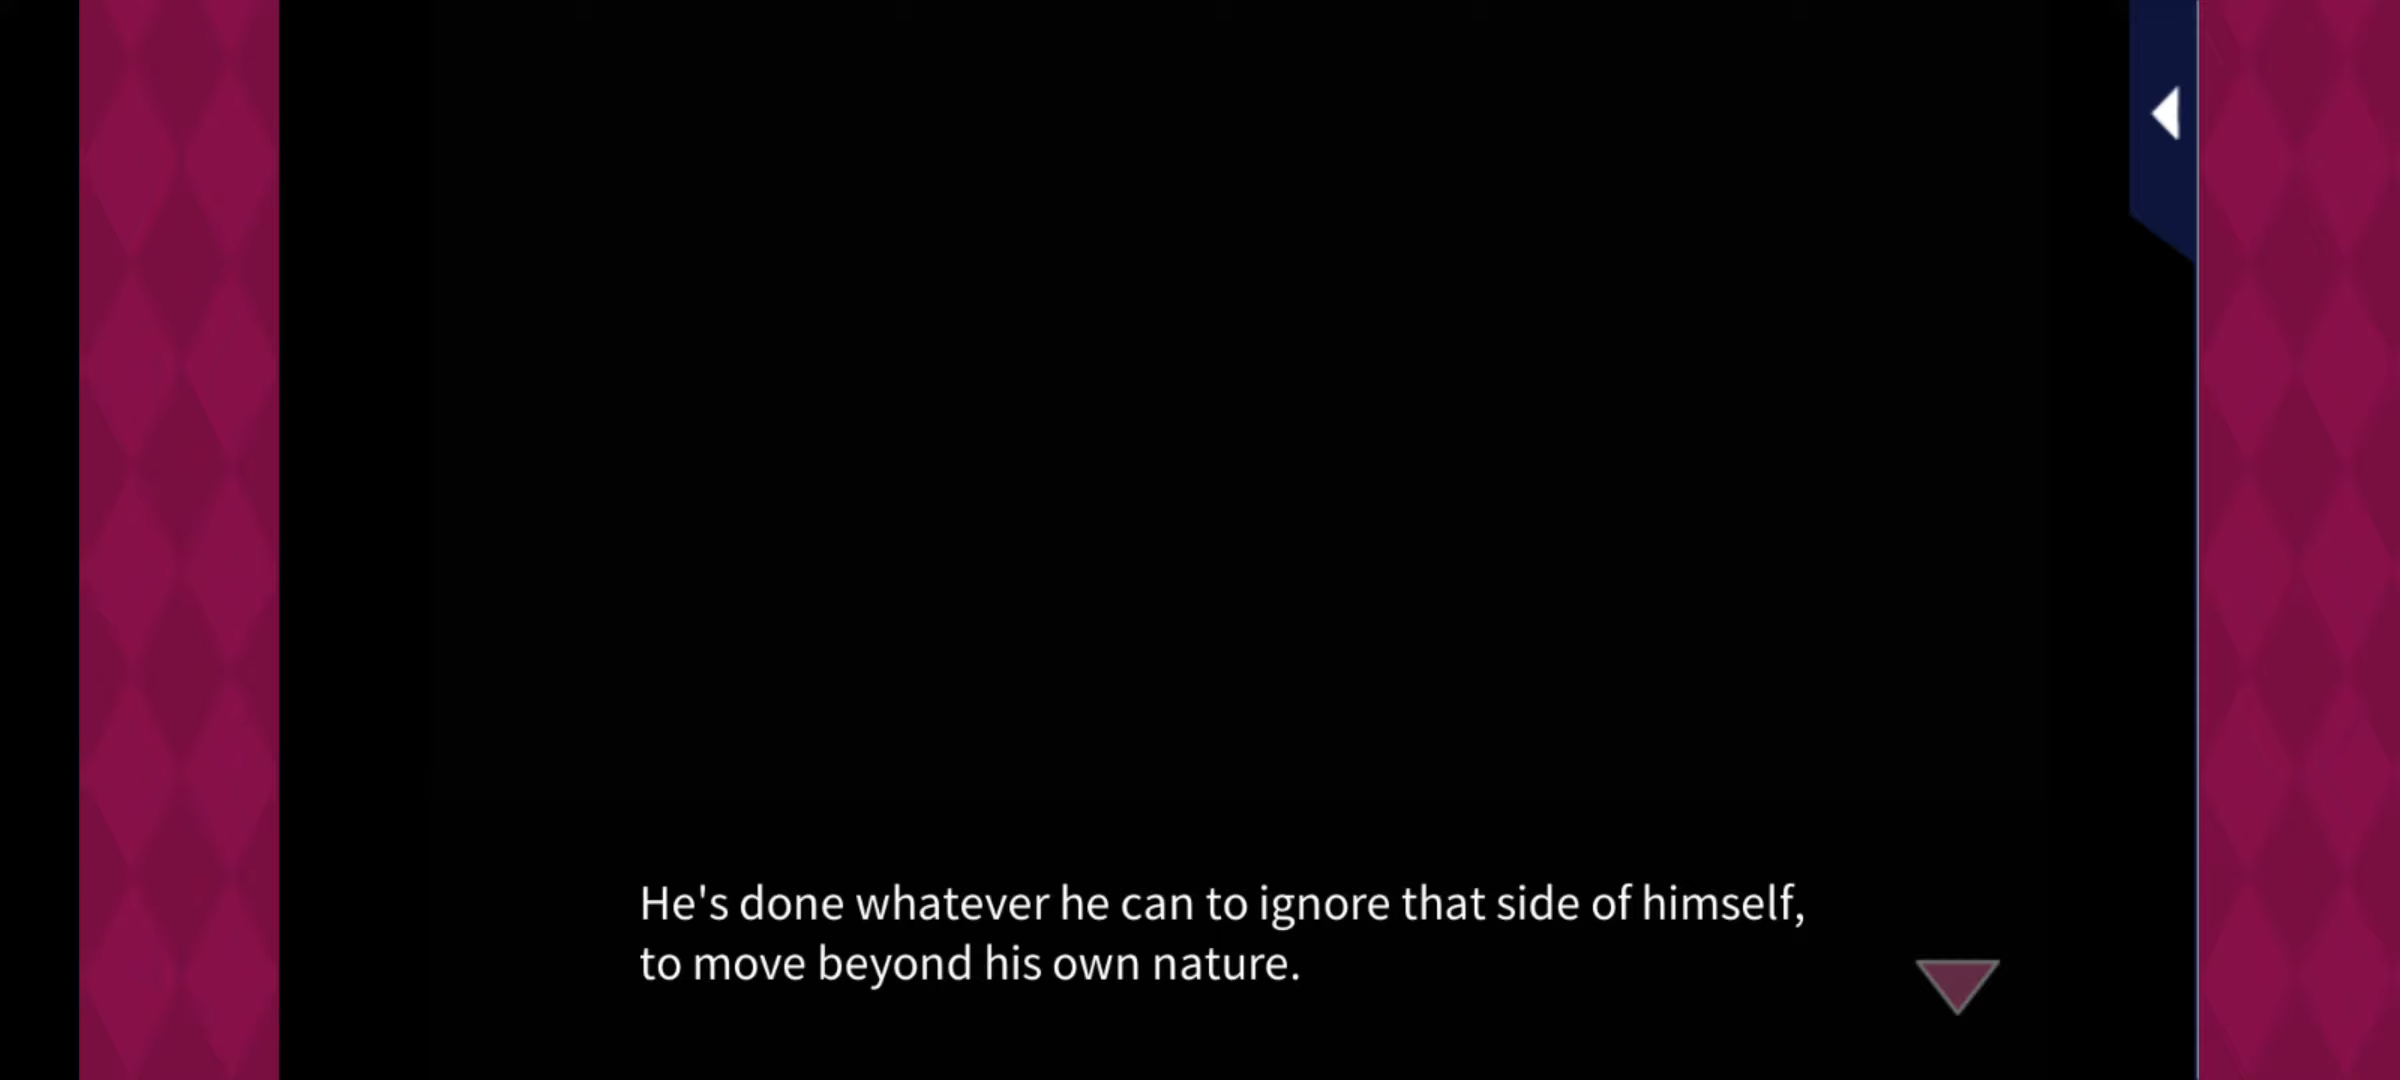 He's done whatever he can to ignore that side of himself,
to move beyond his own nature.